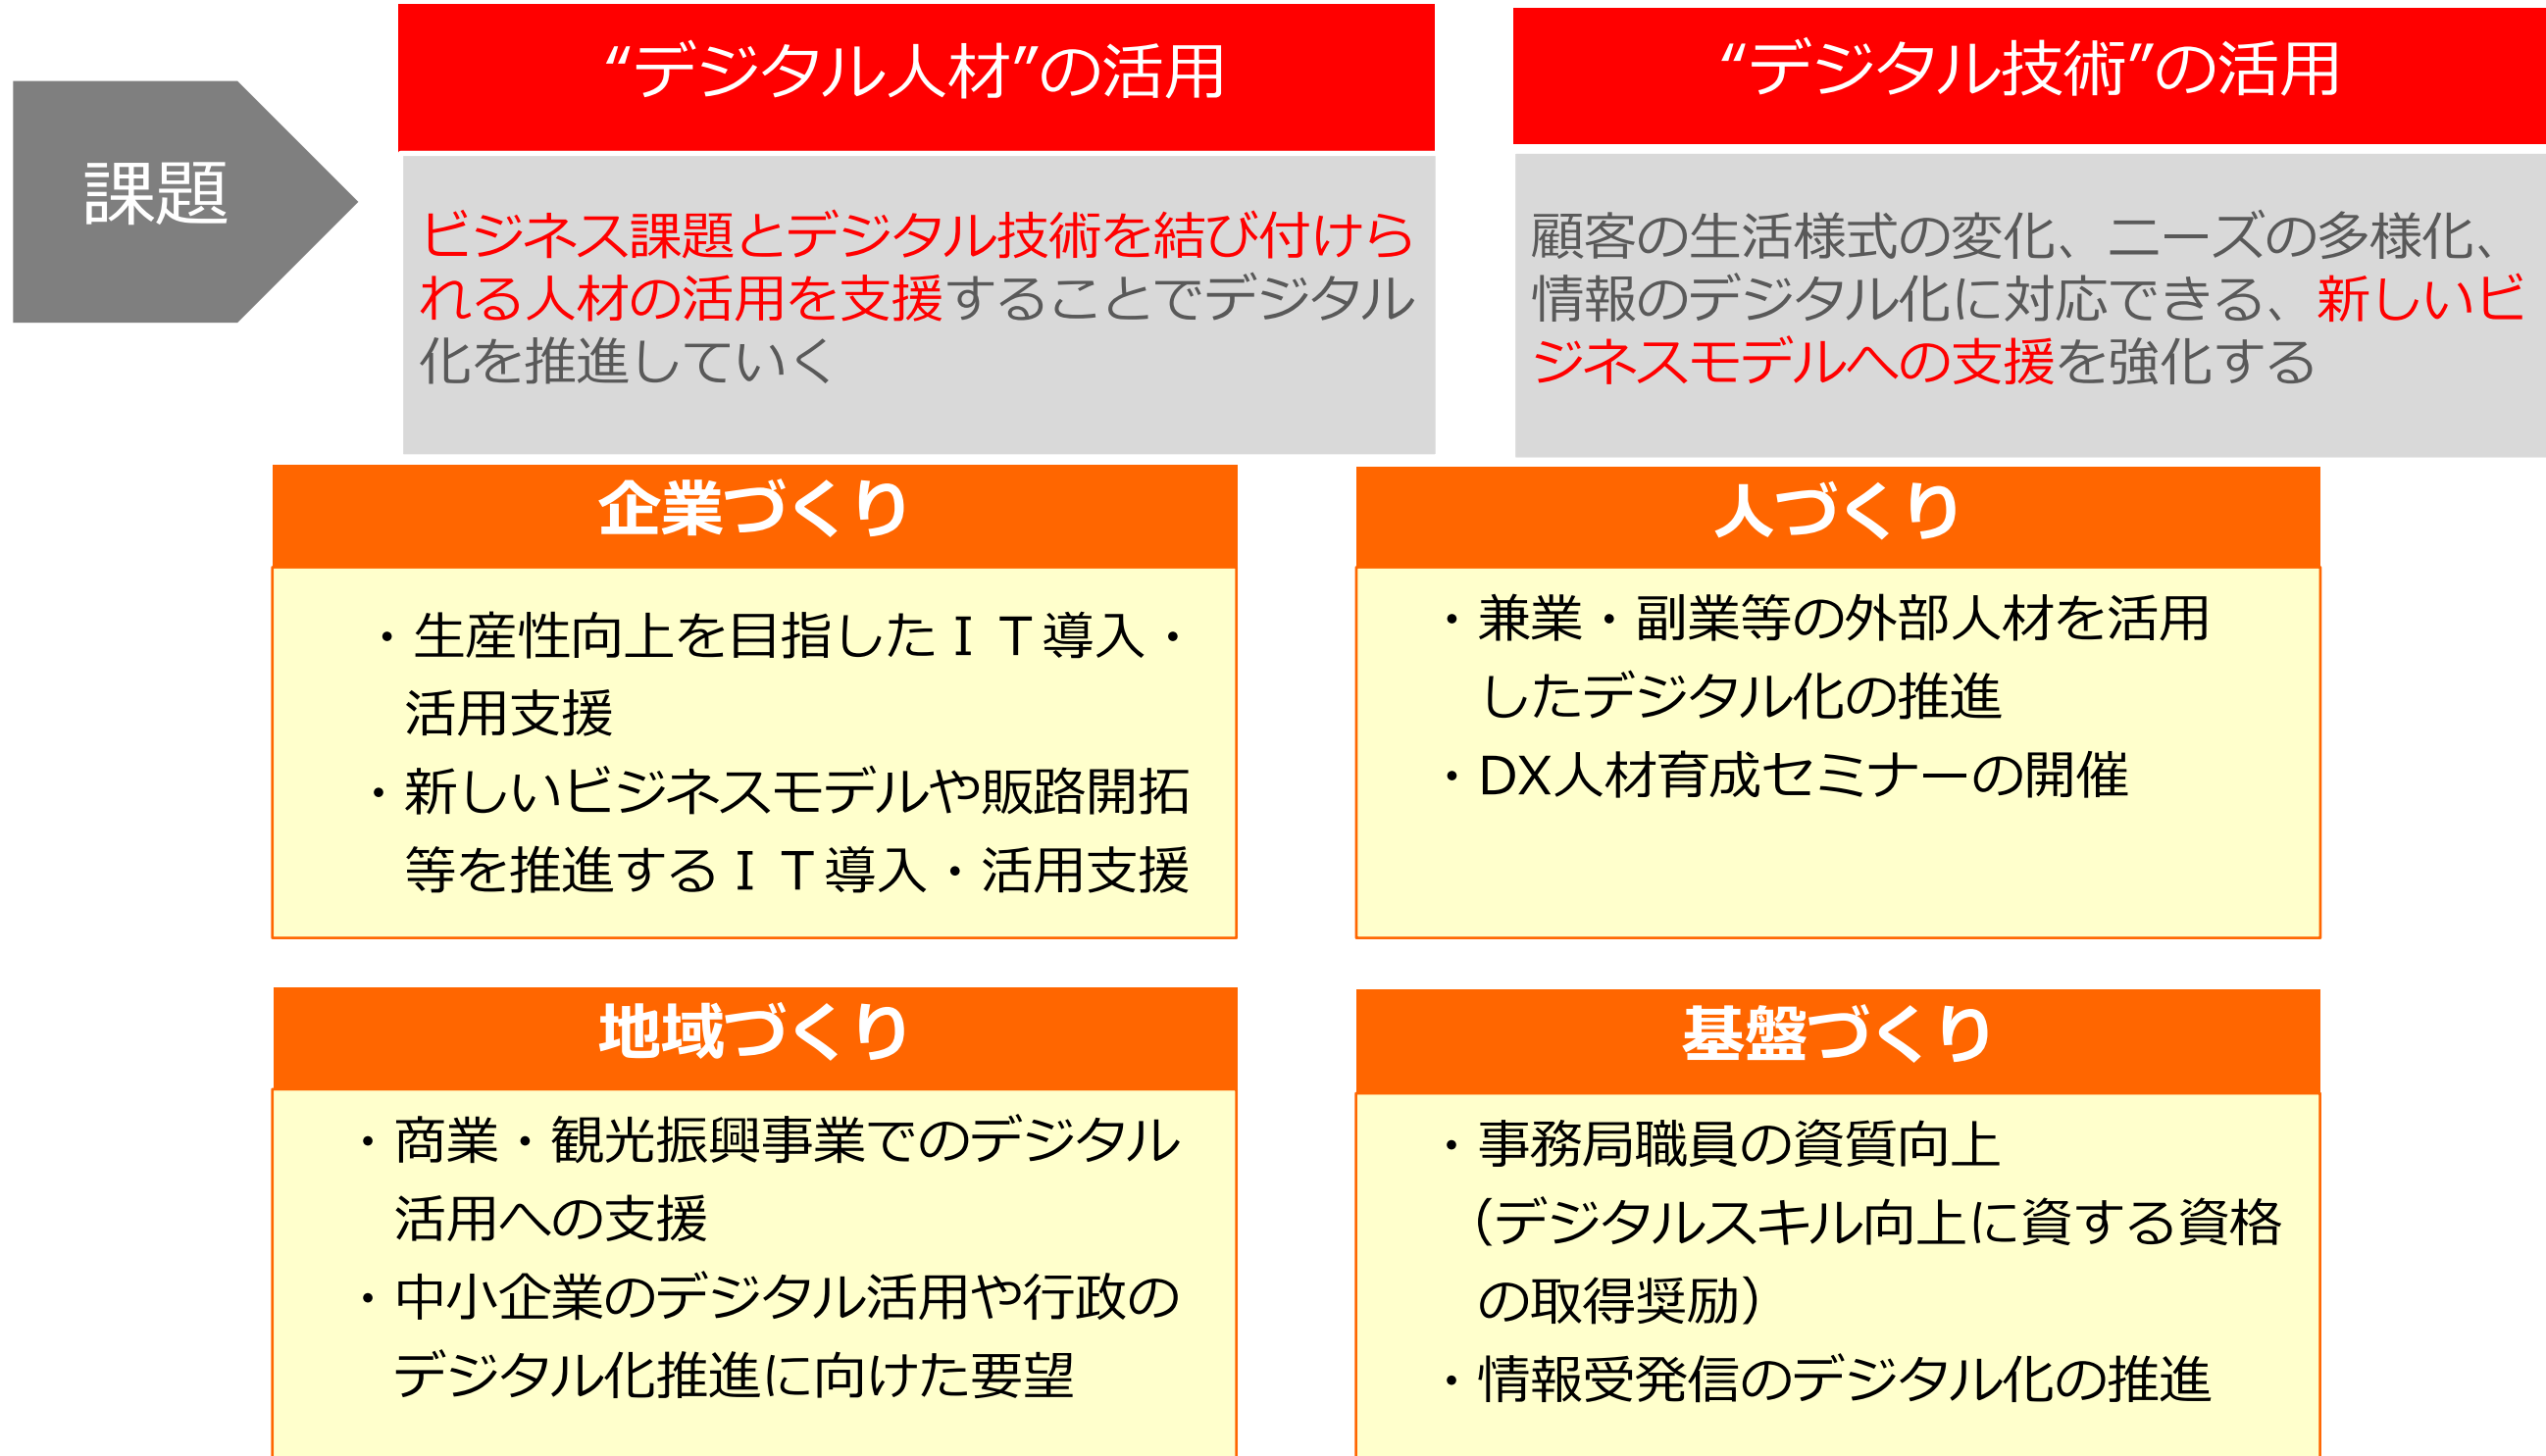 課題
“デジタル人材”の活用
ビジネス課題とデジタル技術を結び付けら
れる人材の活用を支援することでデジタル
化を推進していく
“デジタル技術”の活用
顧客の生活様式の変化、ニーズの多様化、
情報のデジタル化に対応できる、新しいビ
ジネスモデルへの支援を強化する
企業づくり
・生産性向上を目指したＩＴ導入・
活用支援
・新しいビジネスモデルや販路開拓
等を推進するＩＴ導入・活用支援
人づくり
・兼業・副業等の外部人材を活用
したデジタル化の推進
・DX人材育成セミナーの開催
地域づくり
・商業・観光振興事業でのデジタル
活用への支援
・中小企業のデジタル活用や行政の
デジタル化推進に向けた要望
基盤づくり
・事務局職員の資質向上
（デジタルスキル向上に資する資格
の取得奨励）
・情報受発信のデジタル化の推進